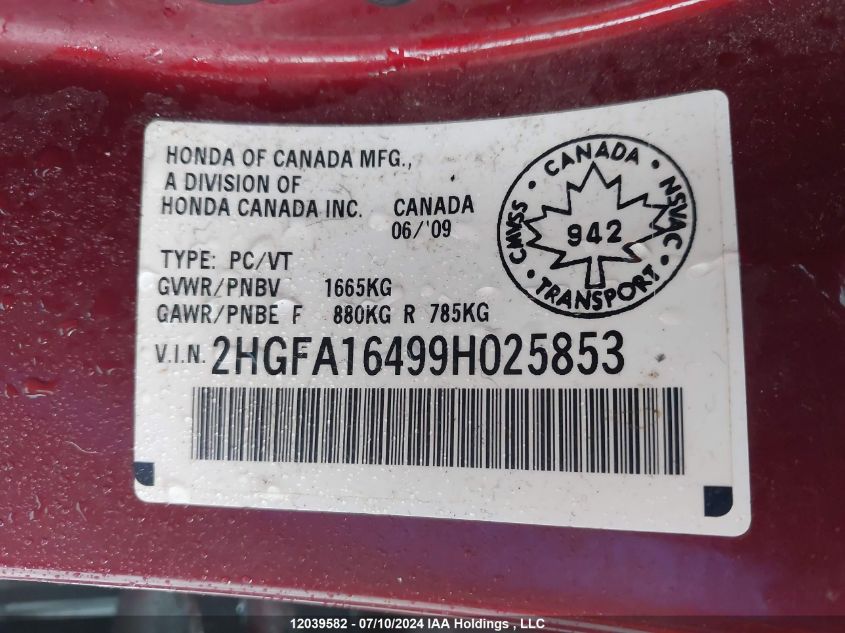 HONDA OF CANADA MFG.,
A DIVISION OF
HONDA CANADA INC. CANADA
06/'09
TYPE: PC/VT
GVWR/PNBV 1665KG
GAWR/PNBE F 880KG R 785KG
V.I.N. 2HGFA16499H025853
CMVSS • CANADA • NSVAC • TRANSPORT •
942
12039582 - 07/10/2024 IAA Holdings , LLC